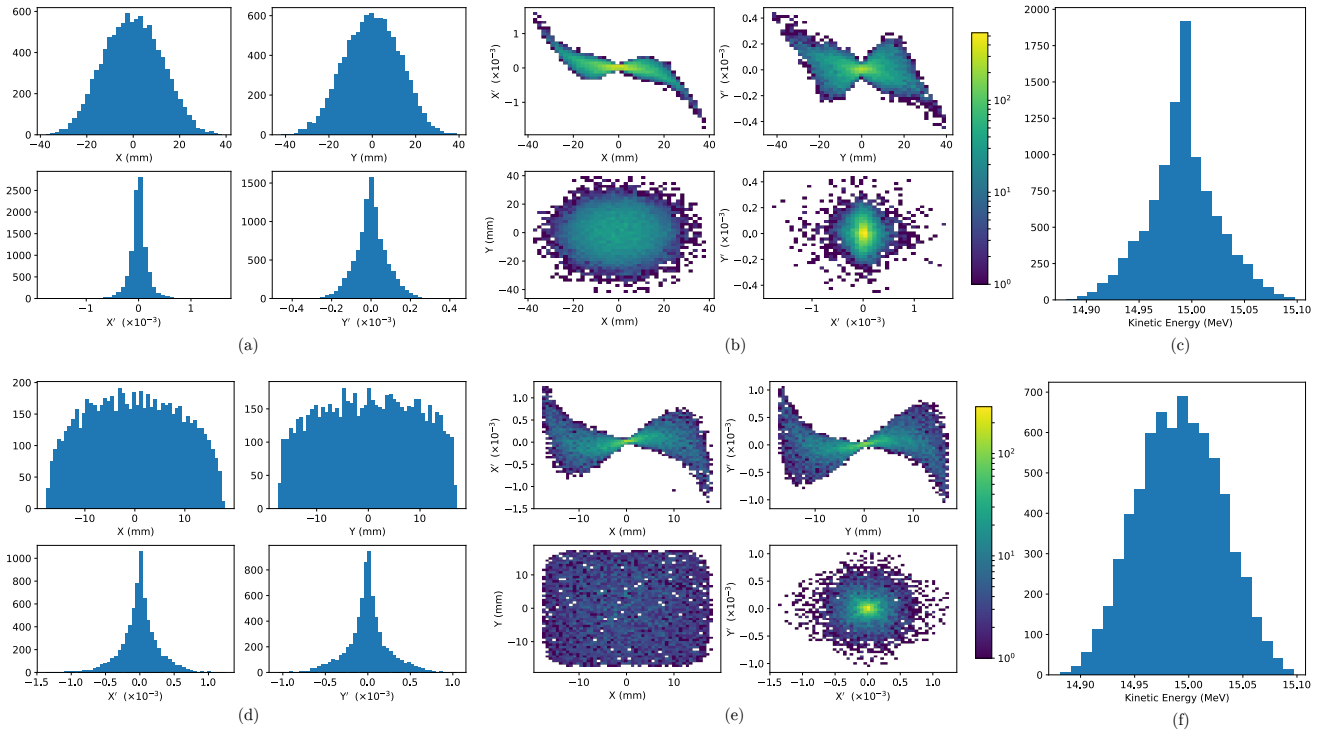 600
500
400
300
200
100
0
−40 −20 0 20 40
X (mm)
600
400
200
0
−40 −20 0 20 40
Y (mm)
2500
2000
1500
1000
500
0
−1 0 1
X′ (×10⁻³)
1500
1250
1000
750
500
250
0
−0.4 −0.2 0.0 0.2 0.4
Y′ (×10⁻³)
(a)
X′ (×10⁻³)
1
0
−1
−40 −20 0 20 40
X (mm)
Y′ (×10⁻³)
0.4
0.2
0.0
−0.2
−0.4
−40 −20 0 20 40
Y (mm)
Y (mm)
40
20
0
−20
−40
−40 −20 0 20 40
X (mm)
Y′ (×10⁻³)
0.4
0.2
0.0
−0.2
−0.4
−1 0 1
X′ (×10⁻³)
10²
10¹
10⁰
(b)
2000
1750
1500
1250
1000
750
500
250
0
14.90 14.95 15.00 15.05 15.10
Kinetic Energy (MeV)
(c)
200
150
100
50
0
−10 0 10
X (mm)
150
100
50
0
−10 0 10
Y (mm)
1000
800
600
400
200
0
−1.5 −1.0 −0.5 0.0 0.5 1.0
X′ (×10⁻³)
800
600
400
200
0
−1.0 −0.5 0.0 0.5 1.0
Y′ (×10⁻³)
(d)
X′ (×10⁻³)
1.0
0.5
0.0
−0.5
−1.0
−1.5
−10 0 10
X (mm)
Y′ (×10⁻³)
1.0
0.5
0.0
−0.5
−1.0
−10 0 10
Y (mm)
Y (mm)
10
0
−10
−10 0 10
X (mm)
Y′ (×10⁻³)
1.0
0.5
0.0
−0.5
−1.0
−1.5 −1.0 −0.5 0.0 0.5 1.0
X′ (×10⁻³)
10²
10¹
10⁰
(e)
700
600
500
400
300
200
100
0
14.90 14.95 15.00 15.05 15.10
Kinetic Energy (MeV)
(f)